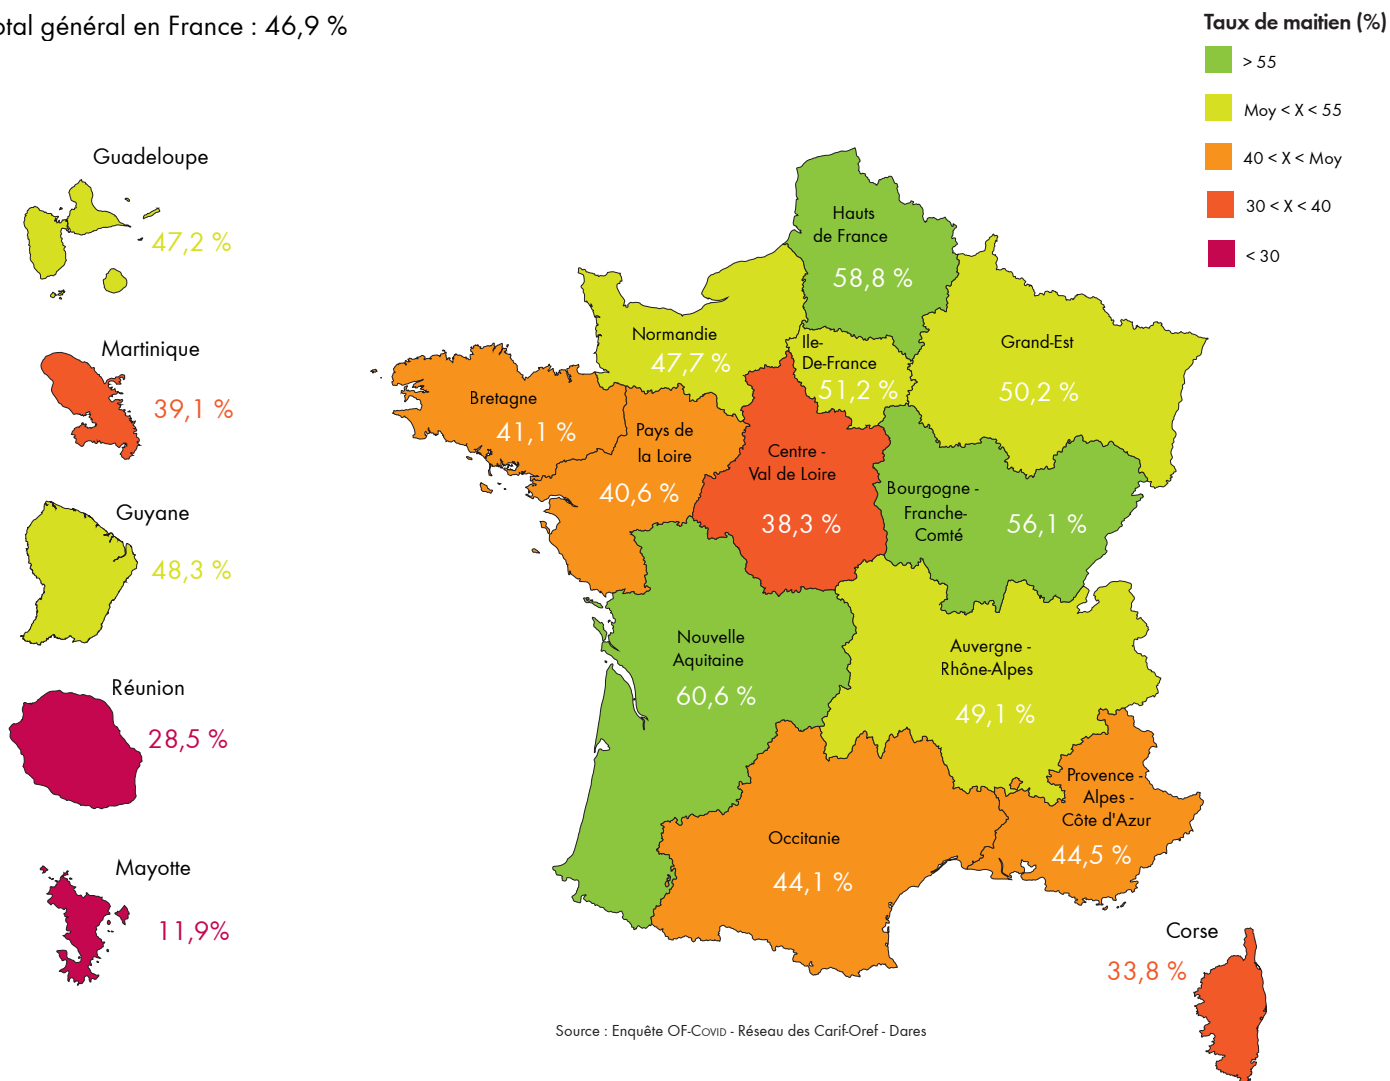 otal général en France : 46,9 %
Taux de maitien (%)
> 55
Moy < X < 55
40 < X < Moy
30 < X < 40
< 30
Guadeloupe
47,2 %
Martinique
39,1 %
Guyane
48,3 %
Réunion
28,5 %
Mayotte
11,9%
Hauts
de France
58,8 %
Normandie
47,7 %
Ile-
De-France
51,2 %
Grand-Est
50,2 %
Bretagne
41,1 %
Pays de
la Loire
40,6 %
Centre -
Val de Loire
38,3 %
Bourgogne -
Franche-
Comté
56,1 %
Nouvelle
Aquitaine
60,6 %
Auvergne -
Rhône-Alpes
49,1 %
Occitanie
44,1 %
Provence -
Alpes -
Côte d'Azur
44,5 %
Corse
33,8 %
Source : Enquête OF-Covid - Réseau des Carif-Oref - Dares